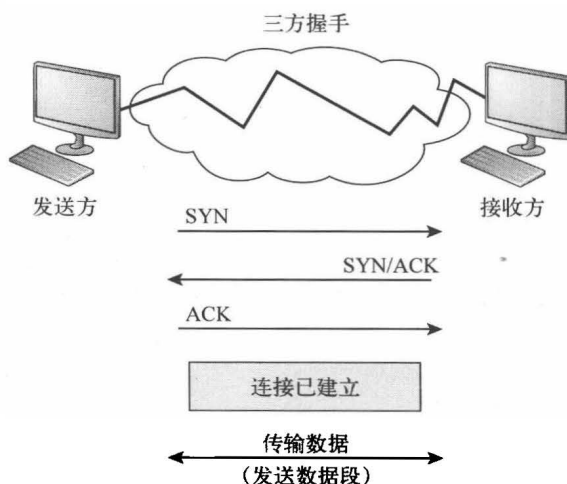 三方握手
发送方
接收方
SYN
SYN/ACK
ACK
连接已建立
传输数据
（发送数据段）